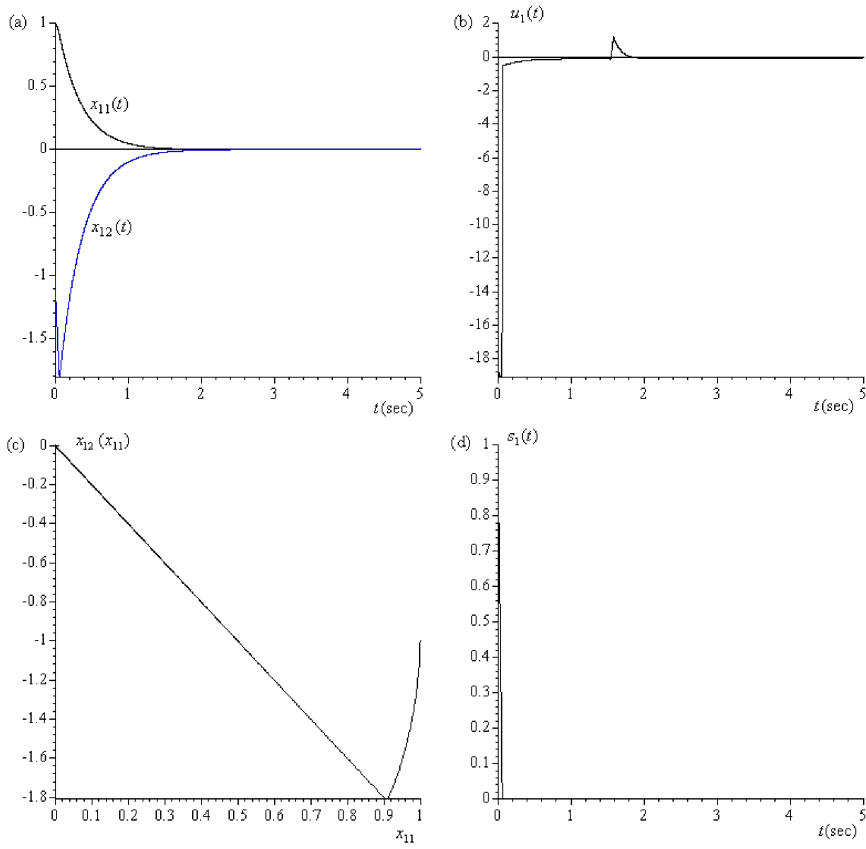 (a)
1
0.5
0
-0.5
-1
-1.5
x₁₁(t)
x₁₂(t)
0 1 2 3 4 5
t(sec)
(b)
u₁(t)
2
0
-2
-4
-6
-8
-10
-12
-14
-16
-18
0 1 2 3 4 5
t(sec)
(c)
x₁₂(x₁₁)
0
-0.2
-0.4
-0.6
-0.8
-1
-1.2
-1.4
-1.6
-1.8
0 0.1 0.2 0.3 0.4 0.5 0.6 0.7 0.8 0.9 1
x₁₁
(d)
s₁(t)
1
0.9
0.8
0.7
0.6
0.5
0.4
0.3
0.2
0.1
0
0 1 2 3 4 5
t(sec)